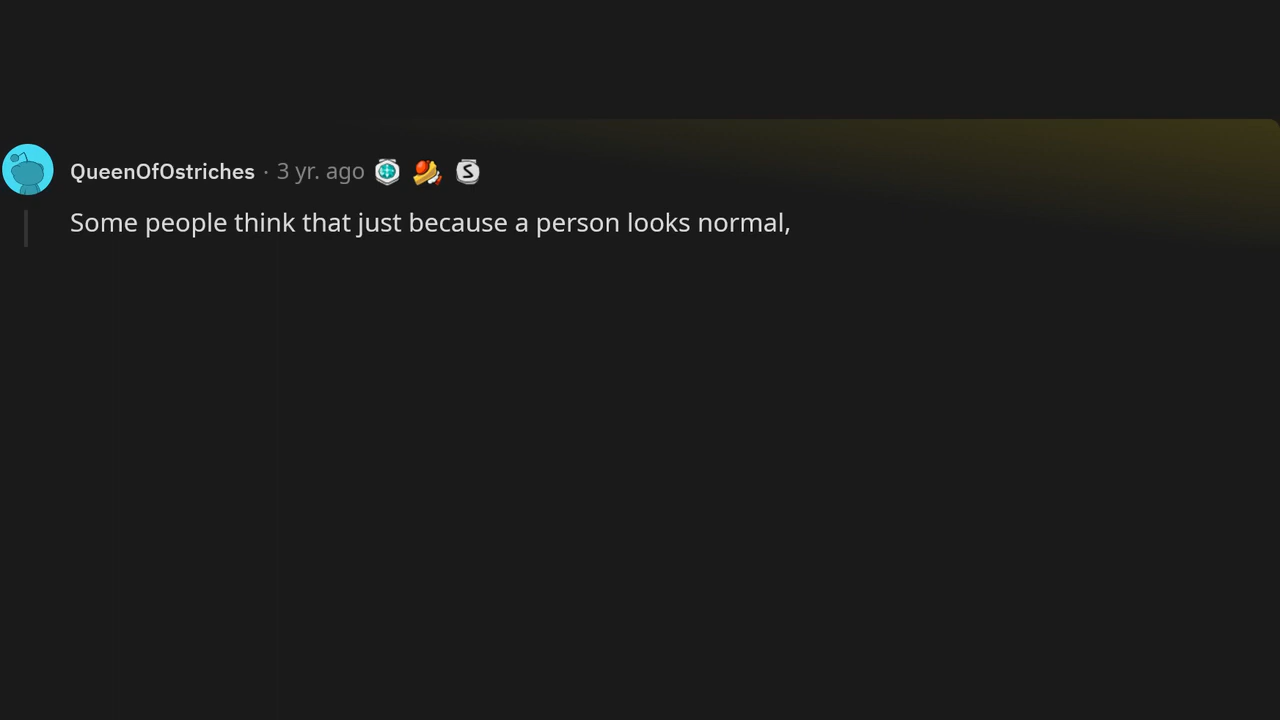 QueenOfOstriches · 3 yr. ago
Some people think that just because a person looks normal,